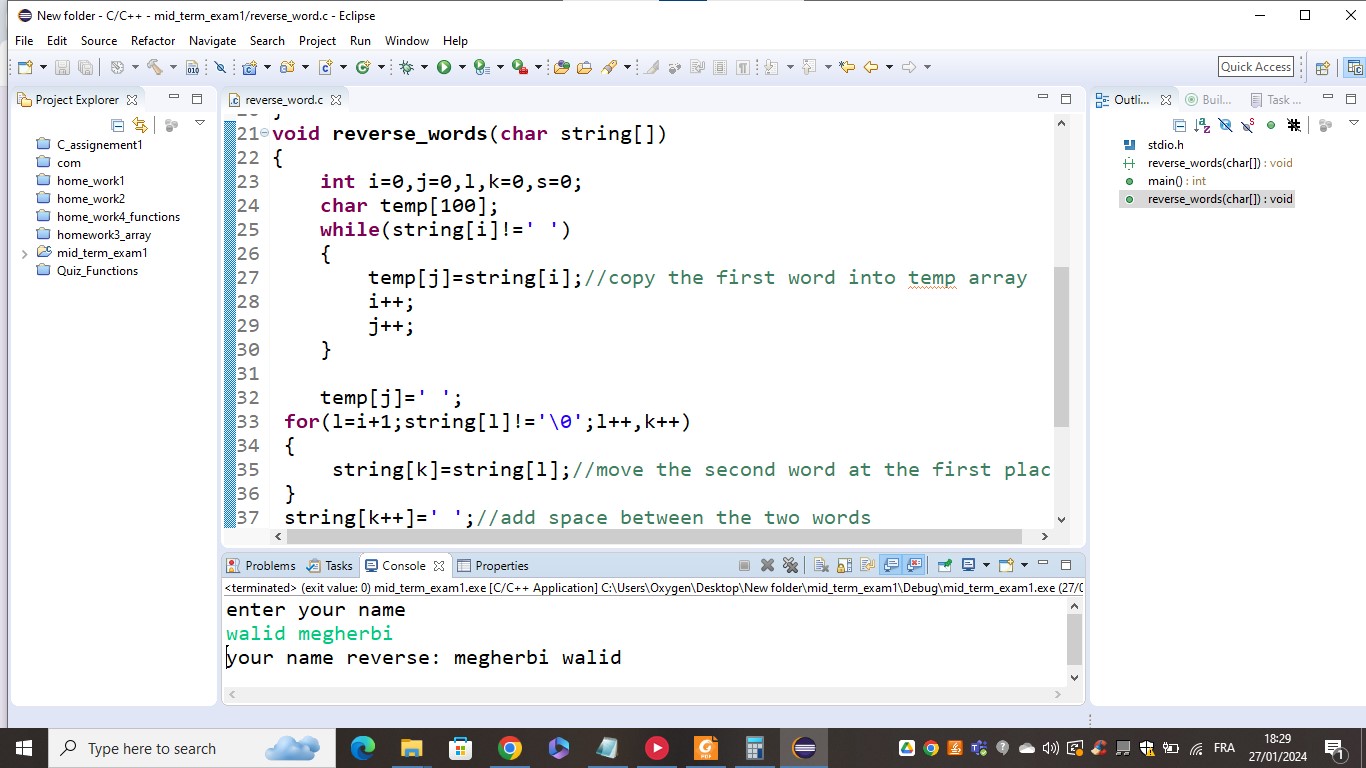 New folder - C/C++ - mid_term_exam1/reverse_word.c - Eclipse
File Edit Source Refactor Navigate Search Project Run Window Help
Quick Access
Project Explorer
C_assignement1
com
home_work1
home_work2
home_work4_functions
homework3_array
mid_term_exam1
Quiz_Functions
reverse_word.c
21 void reverse_words(char string[])
22 {
23     int i=0,j=0,l,k=0,s=0;
24     char temp[100];
25     while(string[i]!=' ')
26     {
27         temp[j]=string[i];//copy the first word into temp array
28         i++;
29         j++;
30     }
31
32     temp[j]=' ';
33  for(l=i+1;string[l]!='\0';l++,k++)
34  {
35      string[k]=string[l];//move the second word at the first plac
36  }
37  string[k++]=' ';//add space between the two words
Outli... Buil... Task ...
stdio.h
reverse_words(char[]) : void
main() : int
reverse_words(char[]) : void
Problems Tasks Console Properties
<terminated> (exit value: 0) mid_term_exam1.exe [C/C++ Application] C:\Users\Oxygen\Desktop\New folder\mid_term_exam1\Debug\mid_term_exam1.exe (27/0
enter your name
walid megherbi
your name reverse: megherbi walid
Type here to search
FRA
18:29
27/01/2024
1